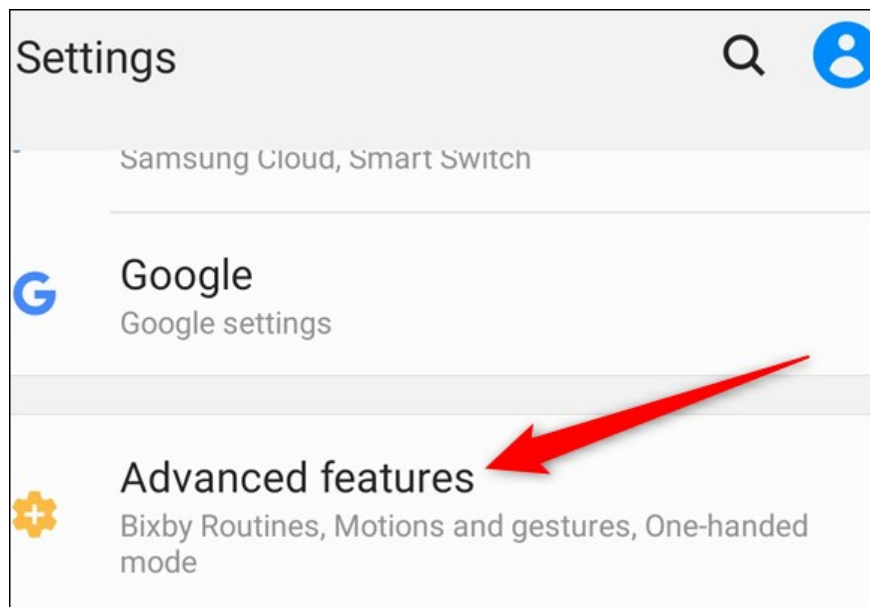 Settings
Samsung Cloud, Smart Switch
Google
Google settings
Advanced features
Bixby Routines, Motions and gestures, One-handed
mode